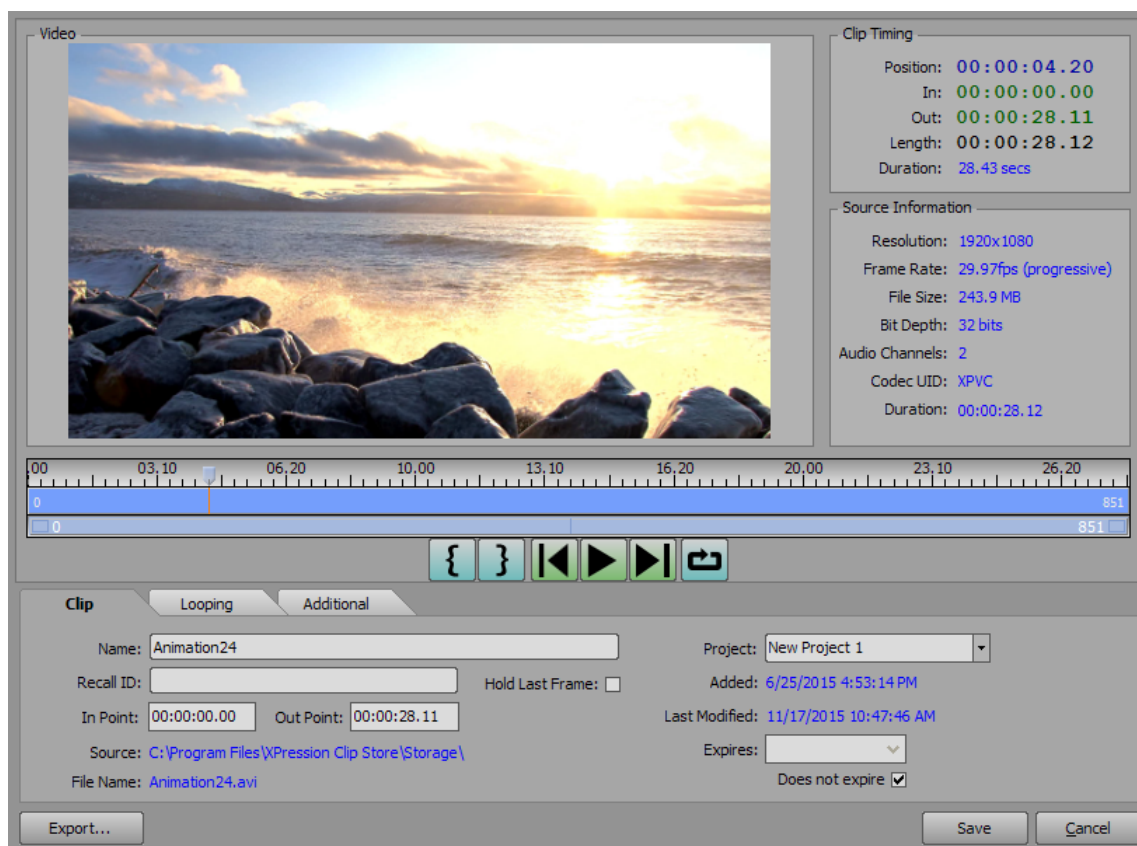 Video
Clip Timing
Position: 00:00:04.20
In: 00:00:00.00
Out: 00:00:28.11
Length: 00:00:28.12
Duration: 28.43 secs
Source Information
Resolution: 1920x1080
Frame Rate: 29.97fps (progressive)
File Size: 243.9 MB
Bit Depth: 32 bits
Audio Channels: 2
Codec UID: XPVC
Duration: 00:00:28.12
.00 03.10 06.20 10.00 13.10 16.20 20.00 23.10 26.20
0 851
0 851
{ }
Clip Looping Additional
Name: Animation24 Project: New Project 1
Recall ID: Hold Last Frame: Added: 6/25/2015 4:53:14 PM
In Point: 00:00:00.00 Out Point: 00:00:28.11 Last Modified: 11/17/2015 10:47:46 AM
Source: C:\Program Files\XPression Clip Store\Storage\ Expires:
File Name: Animation24.avi Does not expire
Export... Save Cancel